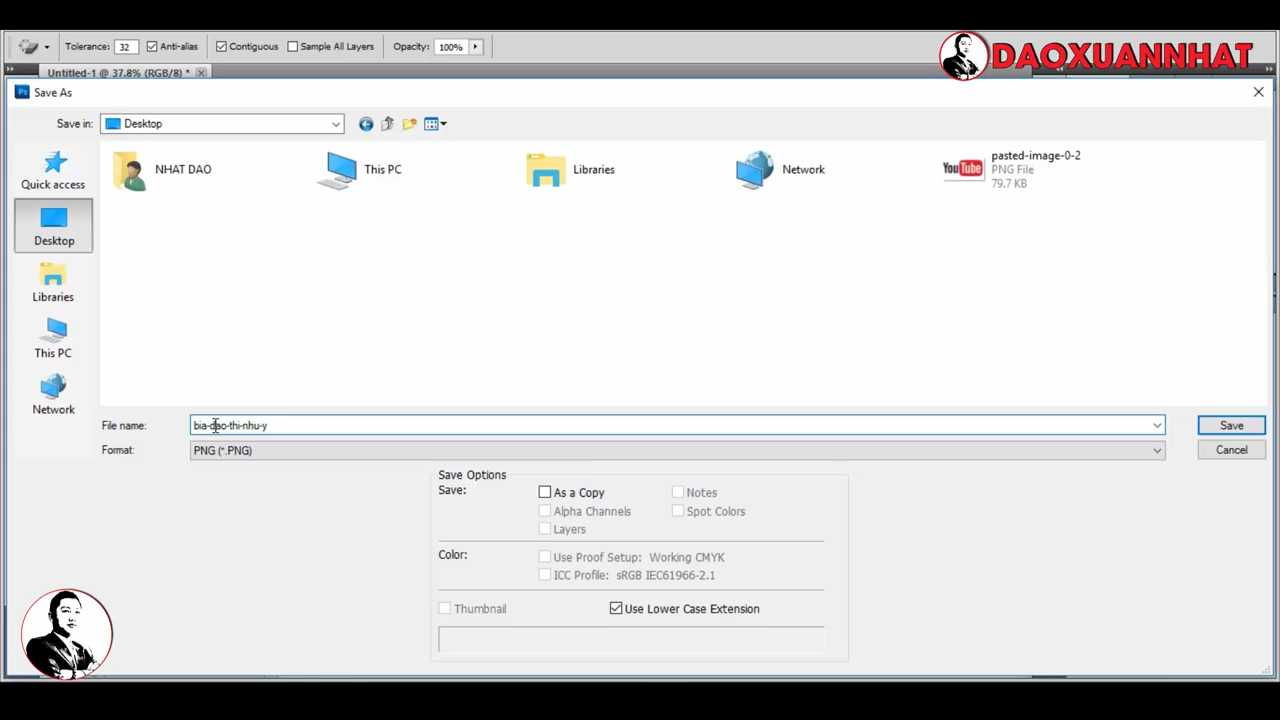 Tolerance: 32 Anti-alias Contiguous Sample All Layers Opacity: 100%
DAOXUANNHAT
Untitled-1 @ 37.8% (RGB/8) *
Ps Save As
Save in: Desktop
Quick access
Desktop
Libraries
This PC
Network
NHAT DAO
This PC
Libraries
Network
YouTube
pasted-image-0-2
PNG File
79.7 KB
File name: bia-dao-thi-nhu-y Save
Format: PNG (*.PNG) Cancel
Save Options
Save: As a Copy Notes
Alpha Channels Spot Colors
Layers
Color: Use Proof Setup: Working CMYK
ICC Profile: sRGB IEC61966-2.1
Thumbnail Use Lower Case Extension